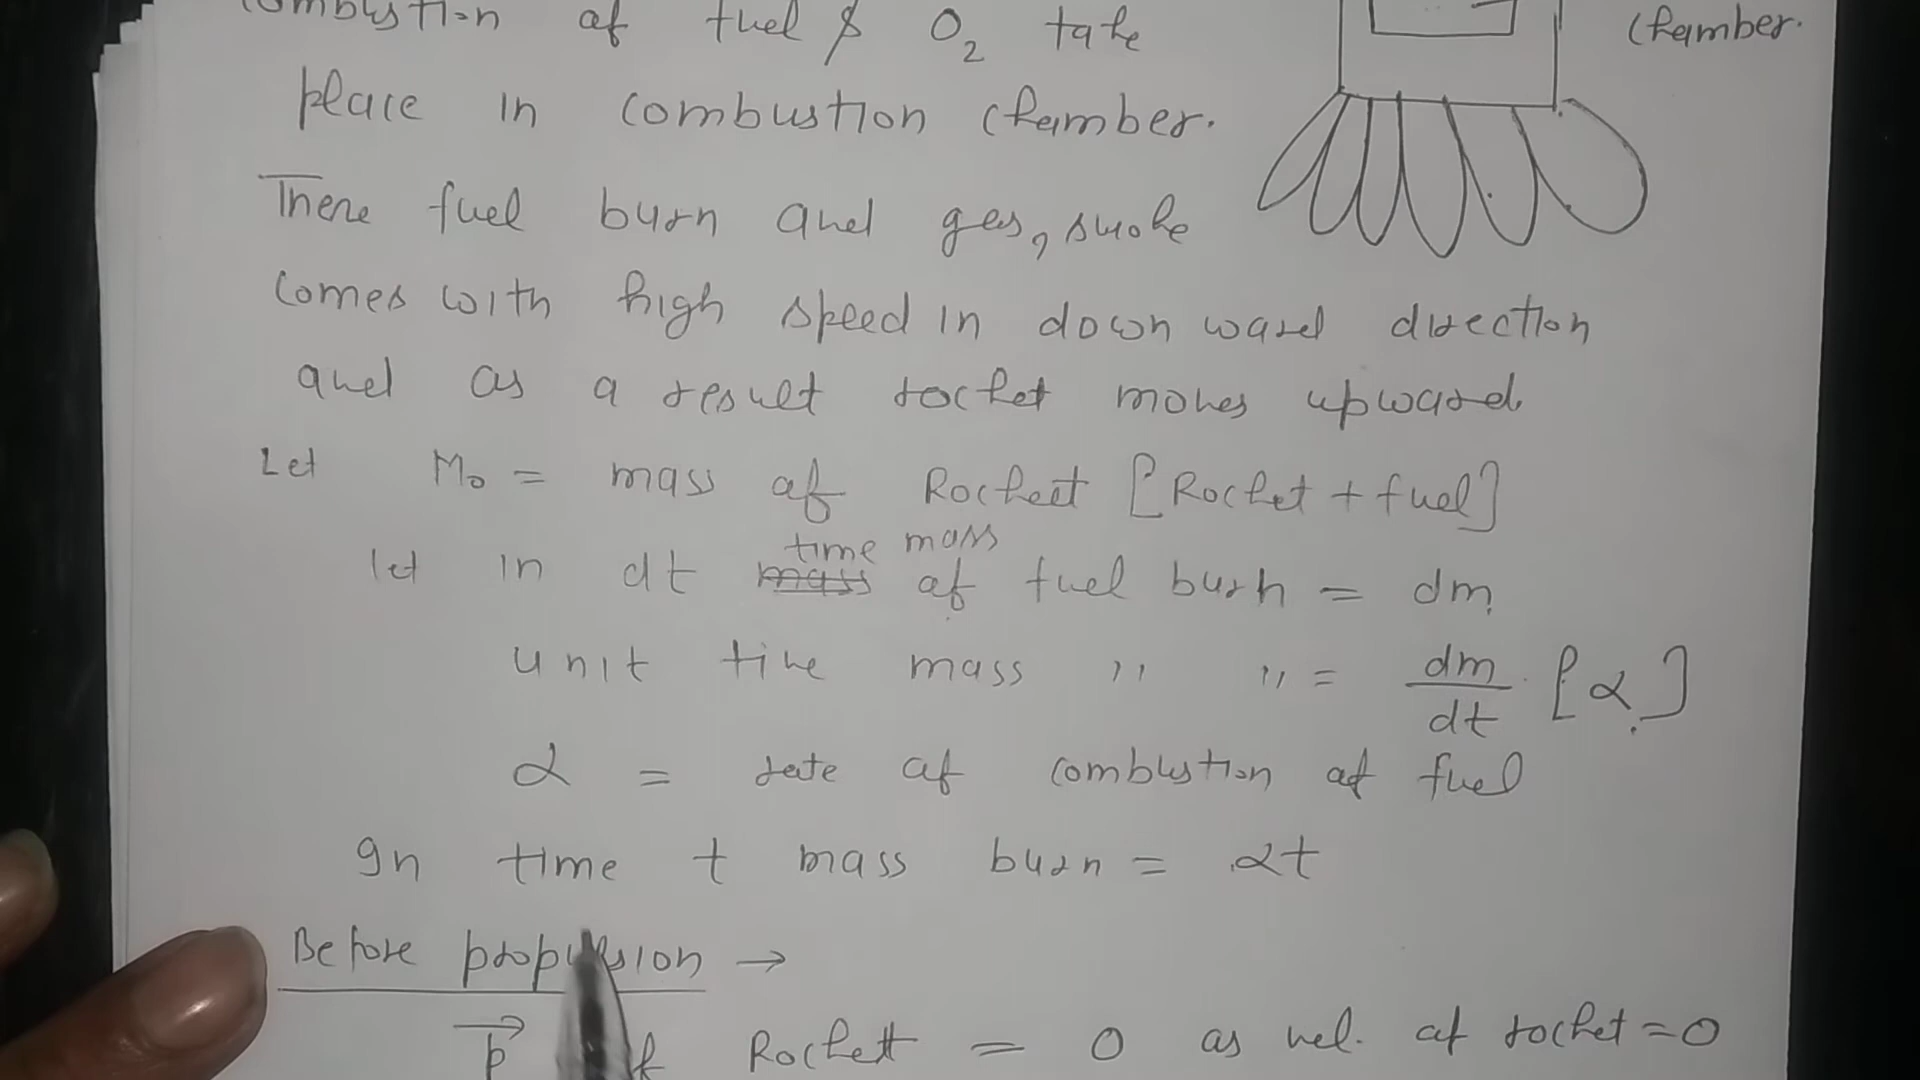 combustion of fuel & O2 take
Chamber.
place in combustion chamber.
There fuel burn and gas, smoke
comes with high speed in down ward direction
and as a result rocket moves upward
Let M0 = mass of Rocket [Rocket + fuel]
time mass
let in dt mass of fuel burn = dm
unit time mass ,, ,, = dm/dt [α]
α = rate of combustion of fuel
In time t mass burn = αt
Before propulsion →
p of Rocket = 0 as vel. of rocket = 0